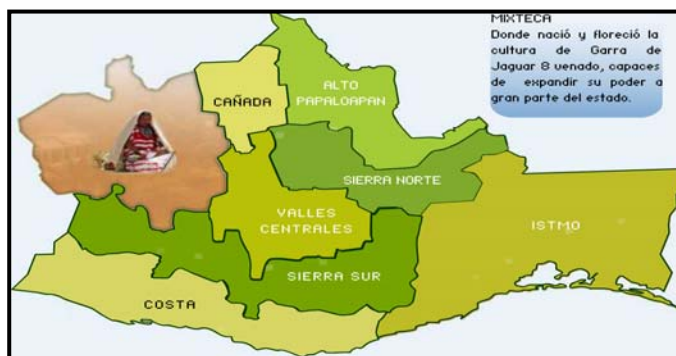 MIXTECA
Donde nació y floreció la
cultura de Garra de
Jaguar 8 venado, capaces
de expandir su poder a
gran parte del estado.
CAÑADA
ALTO
PAPALOAPAN
SIERRA NORTE
VALLES
CENTRALES
ISTMO
SIERRA SUR
COSTA